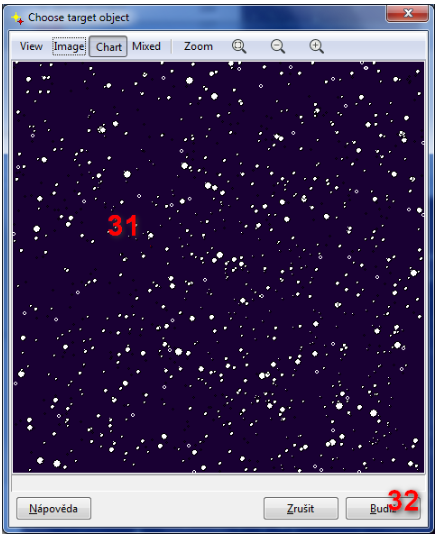 Choose target object
View Image Chart Mixed Zoom
31
32
Nápověda Zrušit